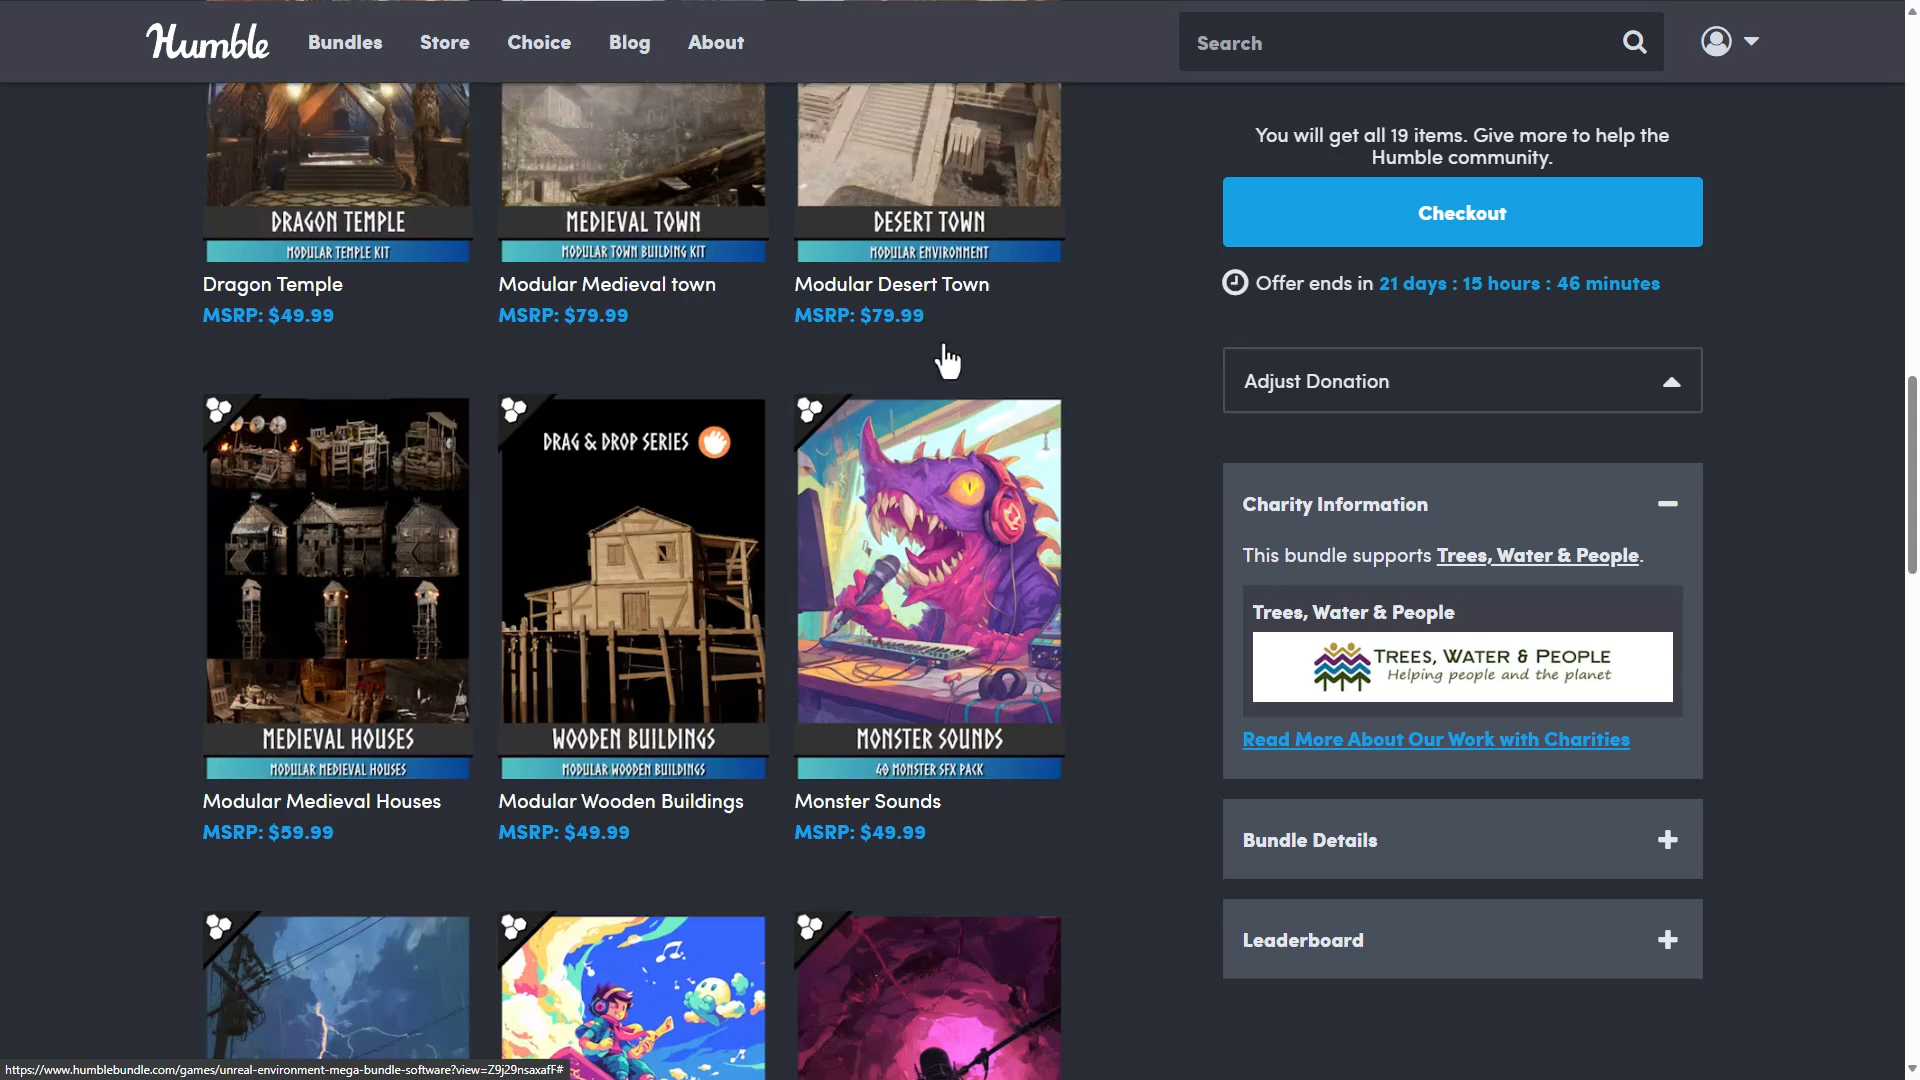 Humble Bundles Store Choice Blog About Search
DRAGON TEMPLE
MODULAR TEMPLE KIT
Dragon Temple
MSRP: $49.99
MEDIEVAL TOWN
MODULAR TOWN BUILDING KIT
Modular Medieval town
MSRP: $79.99
DESERT TOWN
MODULAR ENVIRONMENT
Modular Desert Town
MSRP: $79.99
MEDIEVAL HOUSES
MODULAR MEDIEVAL HOUSES
Modular Medieval Houses
MSRP: $59.99
DRAG & DROP SERIES
WOODEN BUILDINGS
MODULAR WOODEN BUILDINGS
Modular Wooden Buildings
MSRP: $49.99
MONSTER SOUNDS
40 MONSTER SFX PACK
Monster Sounds
MSRP: $49.99
You will get all 19 items. Give more to help the
Humble community.
Checkout
Offer ends in 21 days : 15 hours : 46 minutes
Adjust Donation
Charity Information
This bundle supports Trees, Water & People.
Trees, Water & People
TREES, WATER & PEOPLE
Helping people and the planet
Read More About Our Work with Charities
Bundle Details
Leaderboard
https://www.humblebundle.com/games/unreal-environment-mega-bundle-software?view=Z9j29nsaxafF#